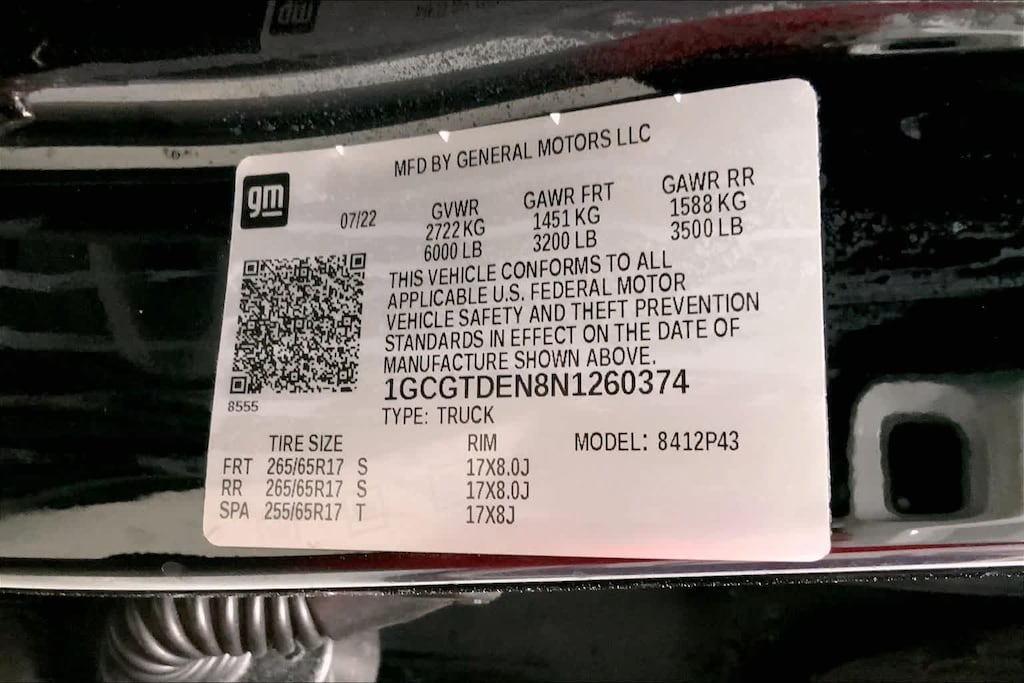 MFD BY GENERAL MOTORS LLC
gm
07/22
GVWR GAWR FRT GAWR RR
2722 KG 1451 KG 1588 KG
6000 LB 3200 LB 3500 LB
THIS VEHICLE CONFORMS TO ALL
APPLICABLE U.S. FEDERAL MOTOR
VEHICLE SAFETY AND THEFT PREVENTION
STANDARDS IN EFFECT ON THE DATE OF
MANUFACTURE SHOWN ABOVE.
8555
1GCGTDEN8N1260374
TYPE: TRUCK
TIRE SIZE RIM MODEL: 8412P43
FRT 265/65R17 S 17X8.0J
RR 265/65R17 S 17X8.0J
SPA 255/65R17 T 17X8J